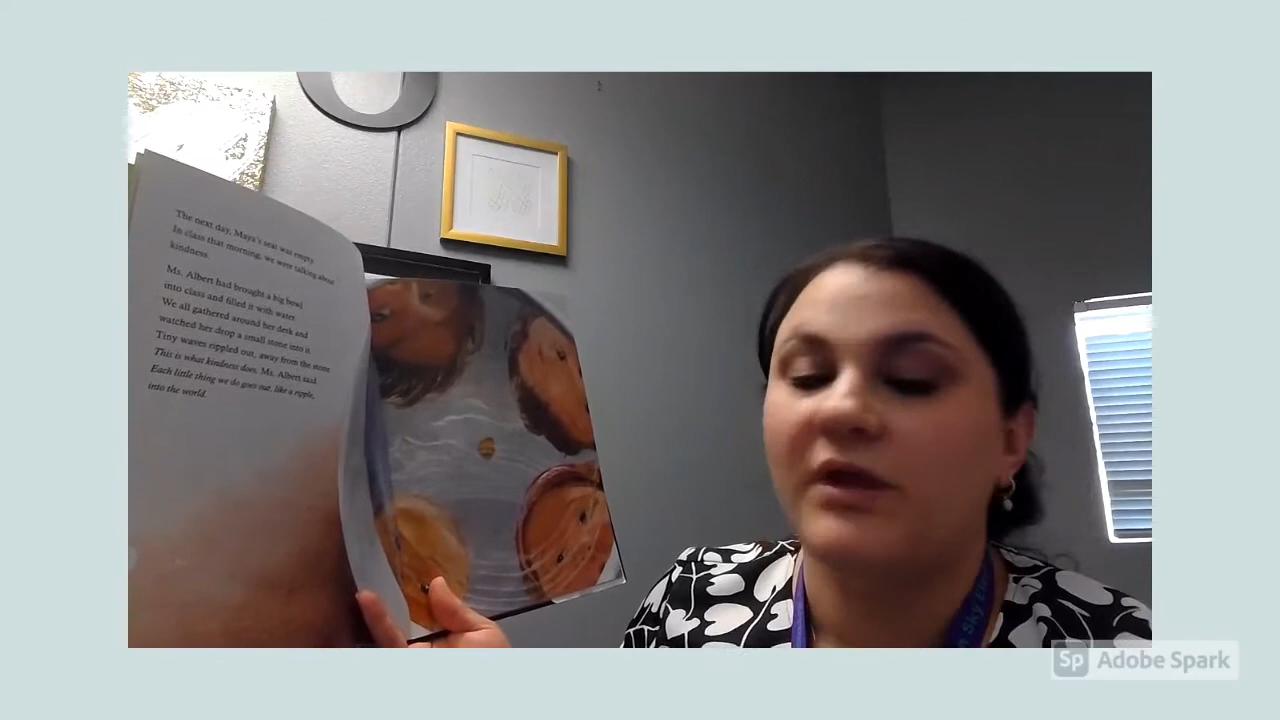 The next day, Maya's seat was empty.
In class that morning, we were talking about
kindness.
Ms. Albert had brought a big bowl
into class and filled it with water.
We all gathered around her desk and
watched her drop a small stone into it.
Tiny waves rippled out, away from the stone.
This is what kindness does, Ms. Albert said.
Each little thing we do goes out, like a ripple,
into the world.
Sky
Sp Adobe Spark